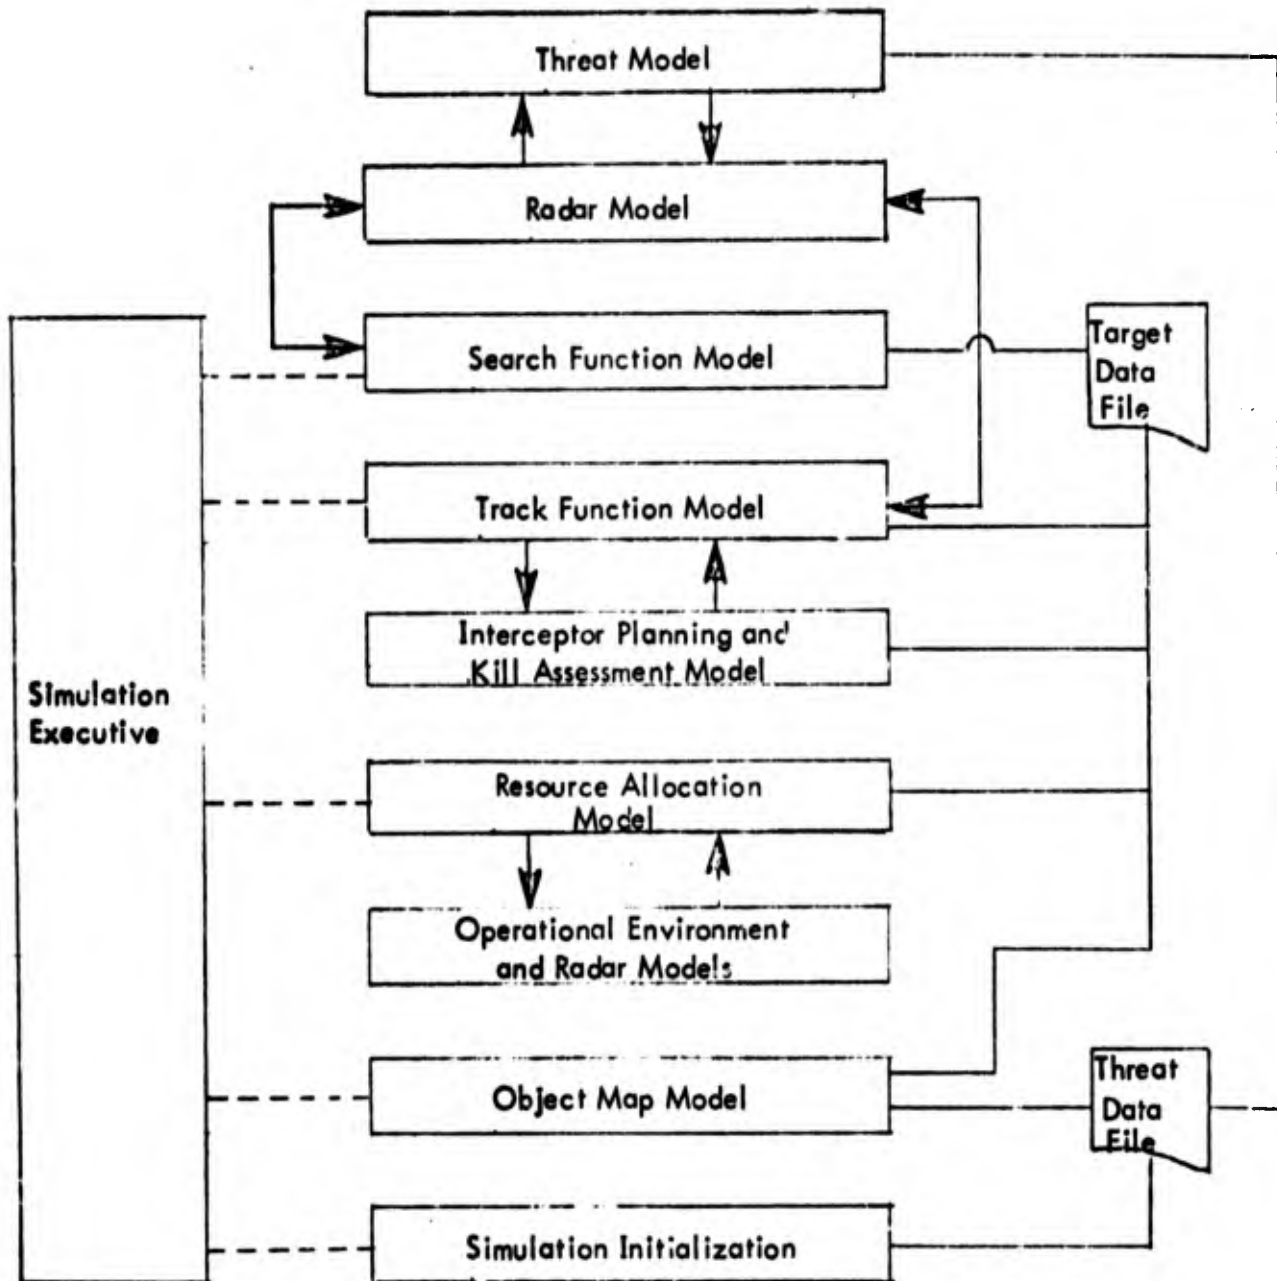 Threat Model
Radar Model
Search Function Model
Target
Data
File
Track Function Model
Interceptor Planning and
Kill Assessment Model
Simulation
Executive
Resource Allocation
Model
Operational Environment
and Radar Models
Object Map Model
Threat
Data
File
Simulation Initialization